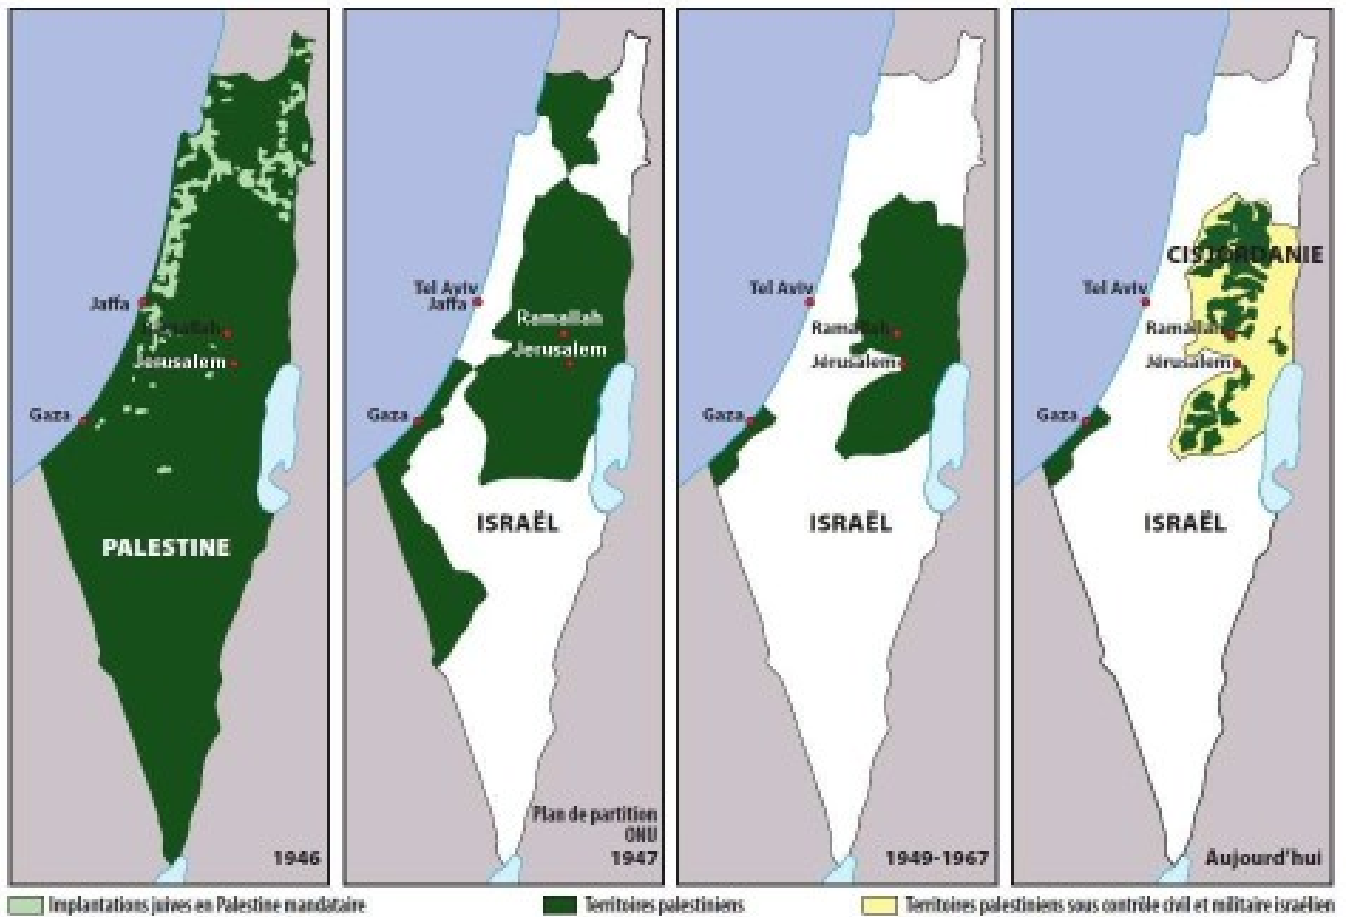 Jaffa
Ramallah
Jerusalem
Gaza
PALESTINE
1946
Tel Aviv
Jaffa
Ramallah
Jerusalem
Gaza
ISRAËL
Plan de partition
ONU
1947
Tel Aviv
Ramallah
Jérusalem
Gaza
ISRAËL
1949-1967
CISJORDANIE
Tel Aviv
Ramallah
Jérusalem
Gaza
ISRAËL
Aujourd'hui
Implantations juives en Palestine mandataire
Territoires palestiniens
Territoires palestiniens sous contrôle civil et militaire israélien